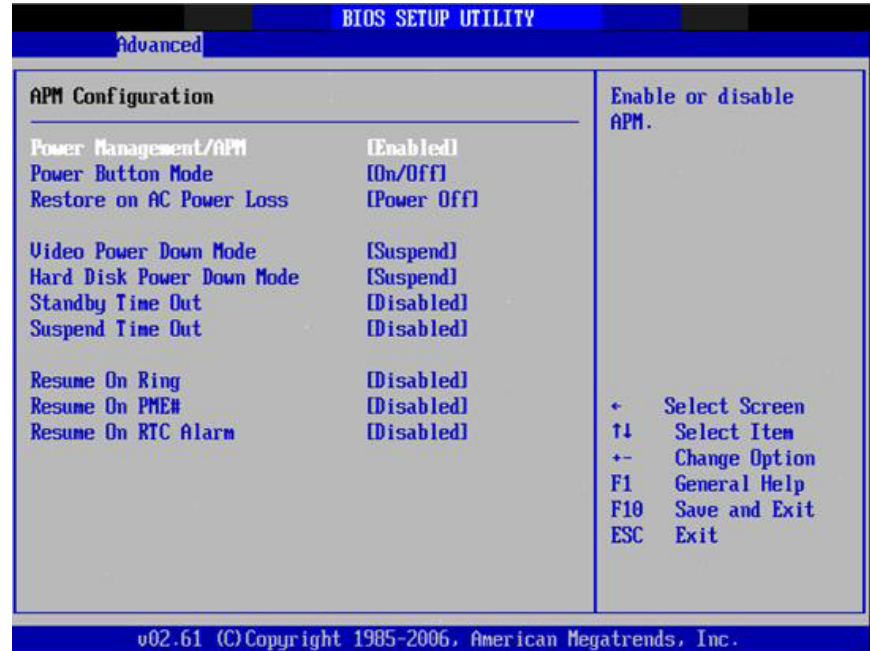 BIOS SETUP UTILITY
Advanced
APM Configuration
Power Management/APM [Enabled]
Power Button Mode [On/Off]
Restore on AC Power Loss [Power Off]
Video Power Down Mode [Suspend]
Hard Disk Power Down Mode [Suspend]
Standby Time Out [Disabled]
Suspend Time Out [Disabled]
Resume On Ring [Disabled]
Resume On PME# [Disabled]
Resume On RTC Alarm [Disabled]
Enable or disable
APM.
← Select Screen
↑↓ Select Item
+- Change Option
F1 General Help
F10 Save and Exit
ESC Exit
v02.61 (C)Copyright 1985-2006, American Megatrends, Inc.